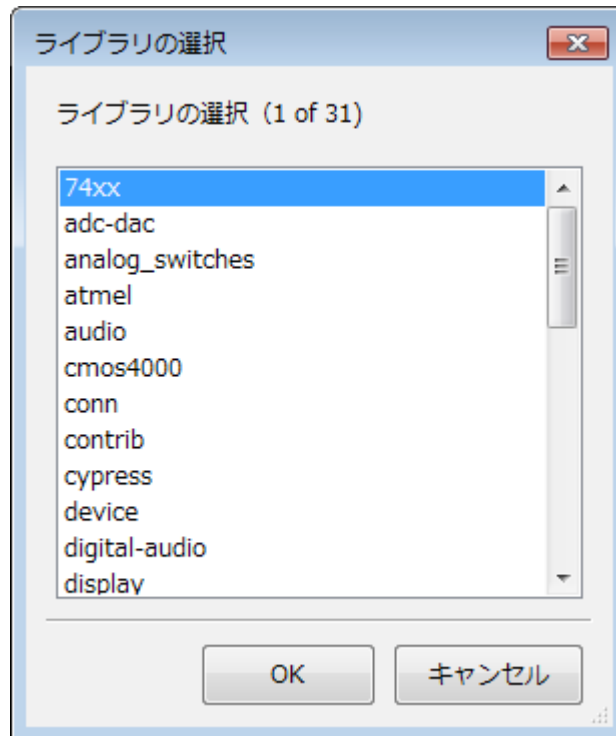 ライブラリの選択
ライブラリの選択 (1 of 31)
74xx
adc-dac
analog_switches
atmel
audio
cmos4000
conn
contrib
cypress
device
digital-audio
display
OK
キャンセル